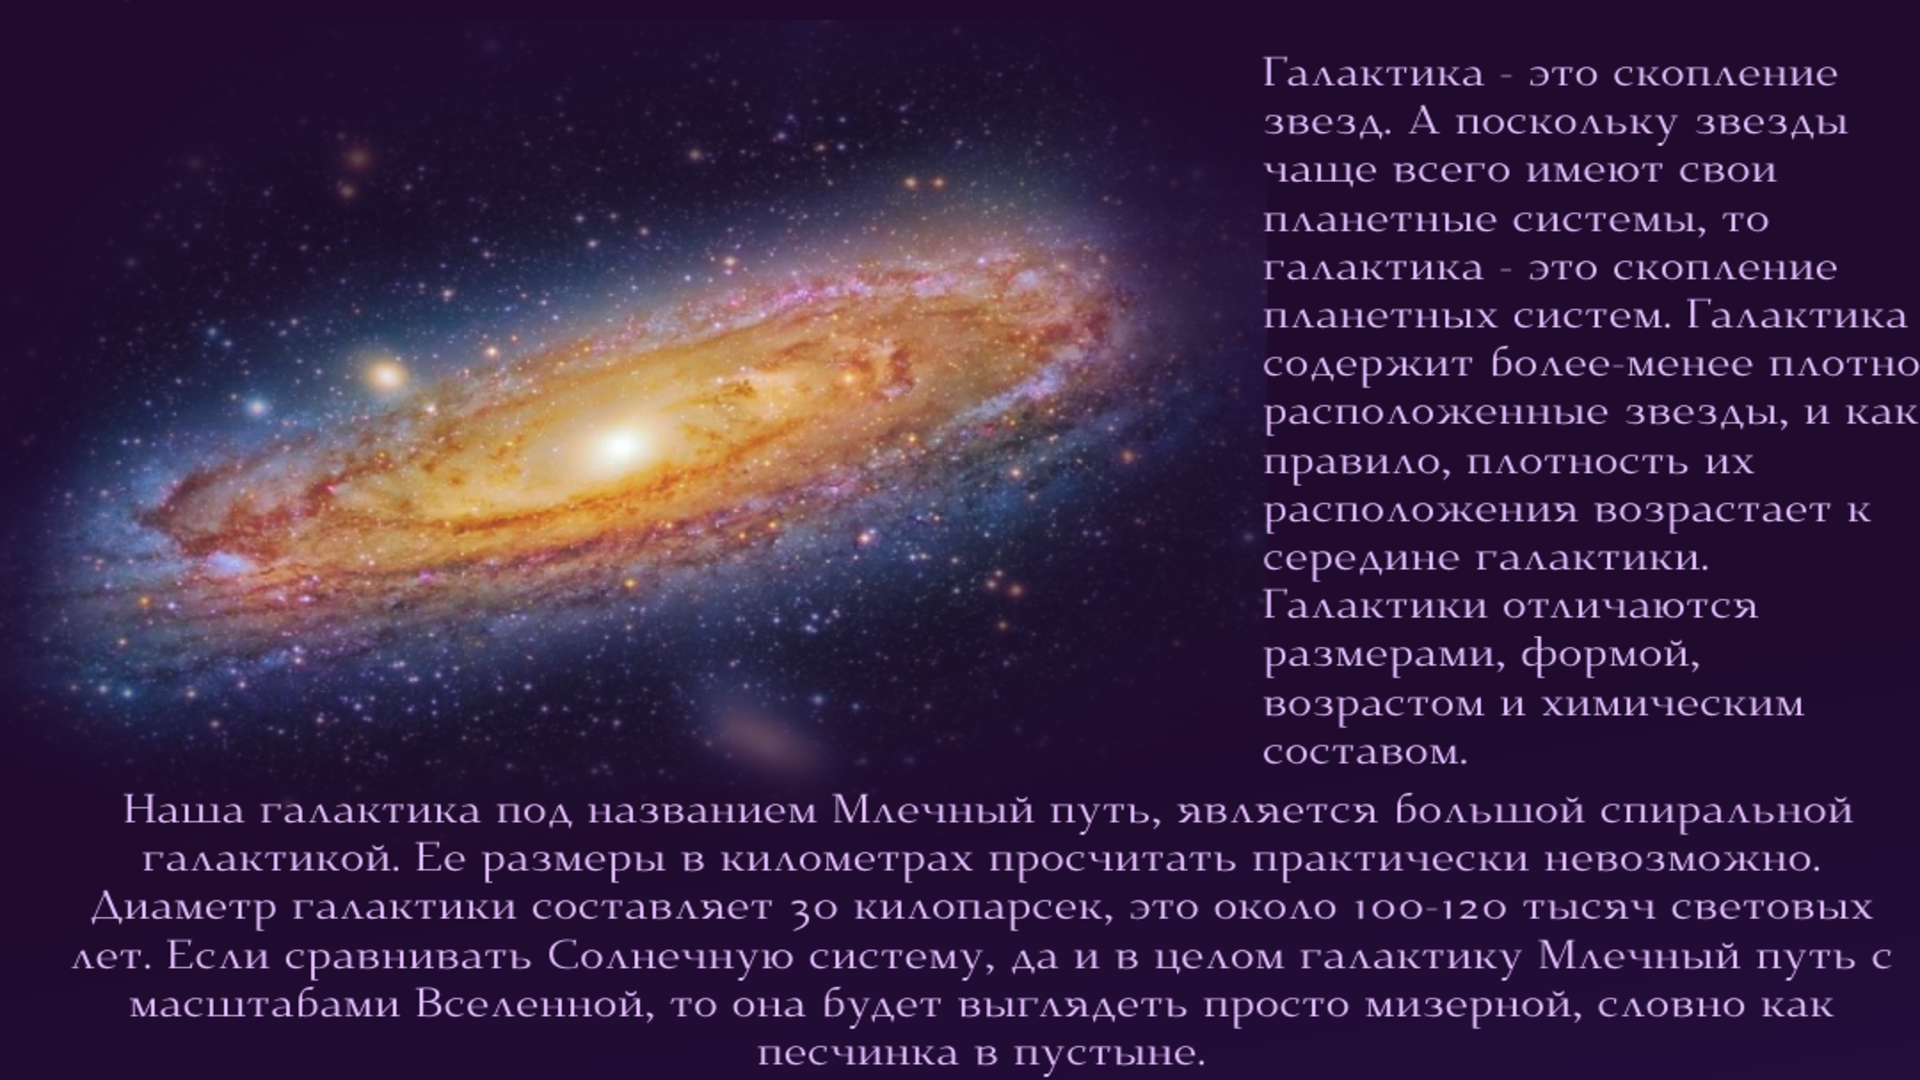 Галактика - это скопление
звезд. А поскольку звезды
чаще всего имеют свои
планетные системы, то
галактика - это скопление
планетных систем. Галактика
содержит более-менее плотно
расположенные звезды, и как
правило, плотность их
расположения возрастает к
середине галактики.
Галактики отличаются
размерами, формой,
возрастом и химическим
составом.
Наша галактика под названием Млечный путь, является большой спиральной
галактикой. Ее размеры в километрах просчитать практически невозможно.
Диаметр галактики составляет 30 килопарсек, это около 100-120 тысяч световых
лет. Если сравнивать Солнечную систему, да и в целом галактику Млечный путь с
масштабами Вселенной, то она будет выглядеть просто мизерной, словно как
песчинка в пустыне.